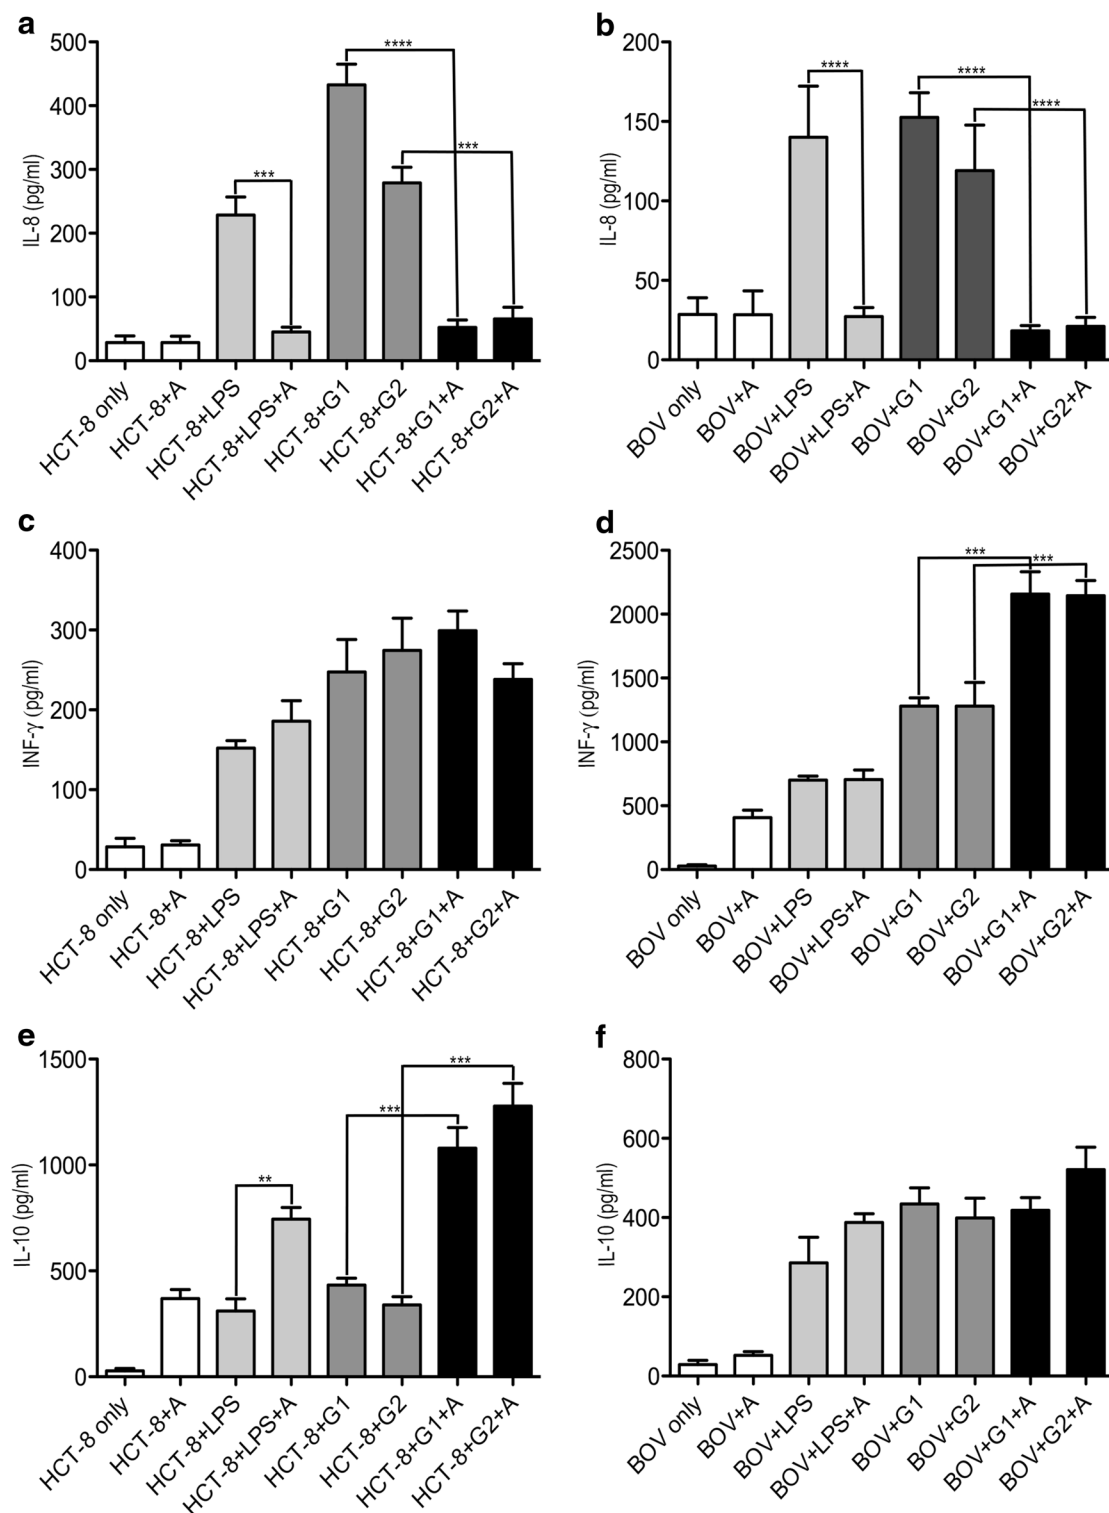 a
500
400
300
200
100
0
IL-8 (pg/ml)
****
***
***
HCT-8 only
HCT-8+A
HCT-8+LPS
HCT-8+LPS+A
HCT-8+G1
HCT-8+G2
HCT-8+G1+A
HCT-8+G2+A
b
200
150
100
50
0
IL-8 (pg/ml)
****
****
****
BOV only
BOV+A
BOV+LPS
BOV+LPS+A
BOV+G1
BOV+G2
BOV+G1+A
BOV+G2+A
c
400
300
200
100
0
INF-γ (pg/ml)
HCT-8 only
HCT-8+A
HCT-8+LPS
HCT-8+LPS+A
HCT-8+G1
HCT-8+G2
HCT-8+G1+A
HCT-8+G2+A
d
2500
2000
1500
1000
500
0
INF-γ (pg/ml)
***
***
BOV only
BOV+A
BOV+LPS
BOV+LPS+A
BOV+G1
BOV+G2
BOV+G1+A
BOV+G2+A
e
1500
1000
500
0
IL-10 (pg/ml)
***
***
**
HCT-8 only
HCT-8+A
HCT-8+LPS
HCT-8+LPS+A
HCT-8+G1
HCT-8+G2
HCT-8+G1+A
HCT-8+G2+A
f
800
600
400
200
0
IL-10 (pg/ml)
BOV only
BOV+A
BOV+LPS
BOV+LPS+A
BOV+G1
BOV+G2
BOV+G1+A
BOV+G2+A